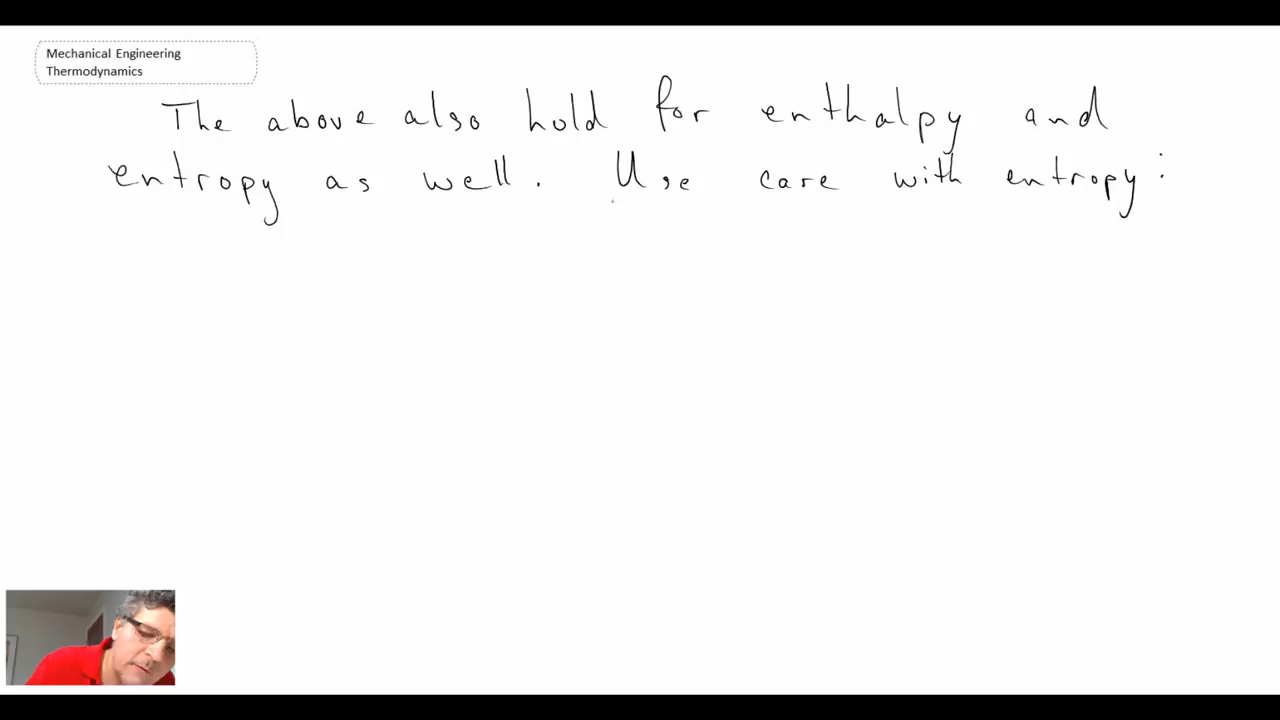 Mechanical Engineering
Thermodynamics
The above also hold for enthalpy and
entropy as well. Use care with entropy: